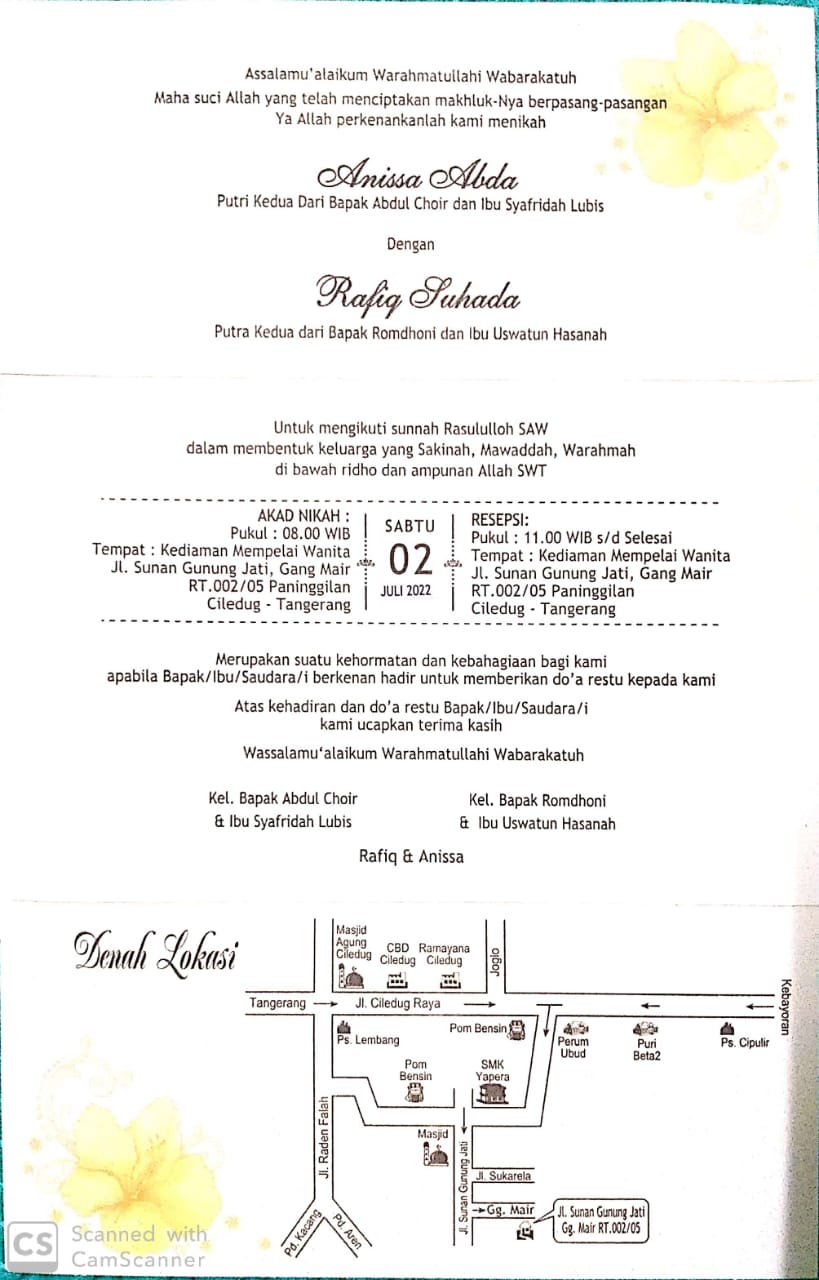 Assalamu'alaikum Warahmatullahi Wabarakatuh
Maha suci Allah yang telah menciptakan makhluk-Nya berpasang-pasangan
Ya Allah perkenankanlah kami menikah
Anissa Abda
Putri Kedua Dari Bapak Abdul Choir dan Ibu Syafridah Lubis
Dengan
Rafiq Suhada
Putra Kedua dari Bapak Romdhoni dan Ibu Uswatun Hasanah
Untuk mengikuti sunnah Rasululloh SAW
dalam membentuk keluarga yang Sakinah, Mawaddah, Warahmah
di bawah ridho dan ampunan Allah SWT
AKAD NIKAH :
Pukul : 08.00 WIB
Tempat : Kediaman Mempelai Wanita
Jl. Sunan Gunung Jati, Gang Mair
RT.002/05 Paninggilan
Ciledug - Tangerang
SABTU
02
JULI 2022
RESEPSI:
Pukul : 11.00 WIB s/d Selesai
Tempat : Kediaman Mempelai Wanita
Jl. Sunan Gunung Jati, Gang Mair
RT.002/05 Paninggilan
Ciledug - Tangerang
Merupakan suatu kehormatan dan kebahagiaan bagi kami
apabila Bapak/Ibu/Saudara/i berkenan hadir untuk memberikan do'a restu kepada kami
Atas kehadiran dan do'a restu Bapak/Ibu/Saudara/i
kami ucapkan terima kasih
Wassalamu'alaikum Warahmatullahi Wabarakatuh
Kel. Bapak Abdul Choir
& Ibu Syafridah Lubis
Kel. Bapak Romdhoni
& Ibu Uswatun Hasanah
Rafiq & Anissa
Denah Lokasi
Masjid
Agung
Ciledug
CBD
Ciledug
Ramayana
Ciledug
Joglo
Tangerang
Jl. Ciledug Raya
Kebayoran
Ps. Lembang
Pom Bensin
Perum
Ubud
Puri
Beta2
Ps. Cipulir
Pom
Bensin
SMK
Yapera
Jl. Raden Falah
Masjid
Jl. Sunan Gunung Jati
Jl. Sukarela
Gg. Mair
Jl. Sunan Gunung Jati
Gg. Mair RT.002/05
Pd. Kacang
Pd. Aren
CS
Scanned with
CamScanner